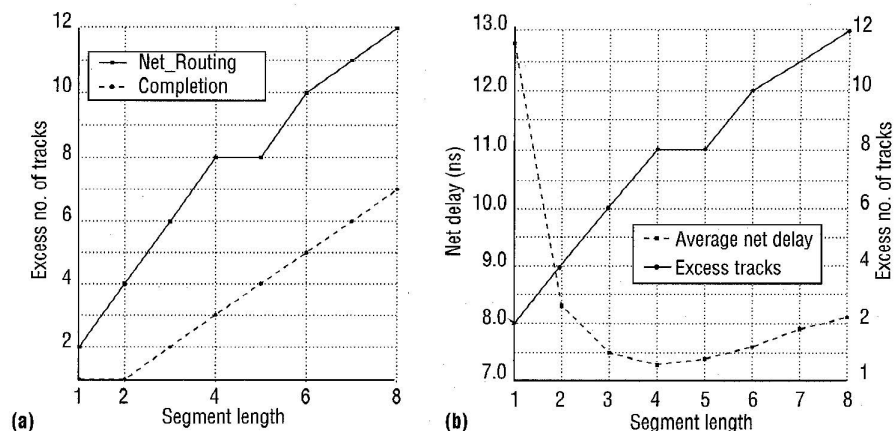 12
10
8
6
4
2
Excess no. of tracks
Net_Routing
Completion
1 2 4 6 8
Segment length
(a)
13.0
12.0
11.0
10.0
9.0
8.0
7.0
Net delay (ns)
Average net delay
Excess tracks
12
10
8
6
4
2
1
Excess no. of tracks
1 2 3 4 5 6 7 8
Segment length
(b)